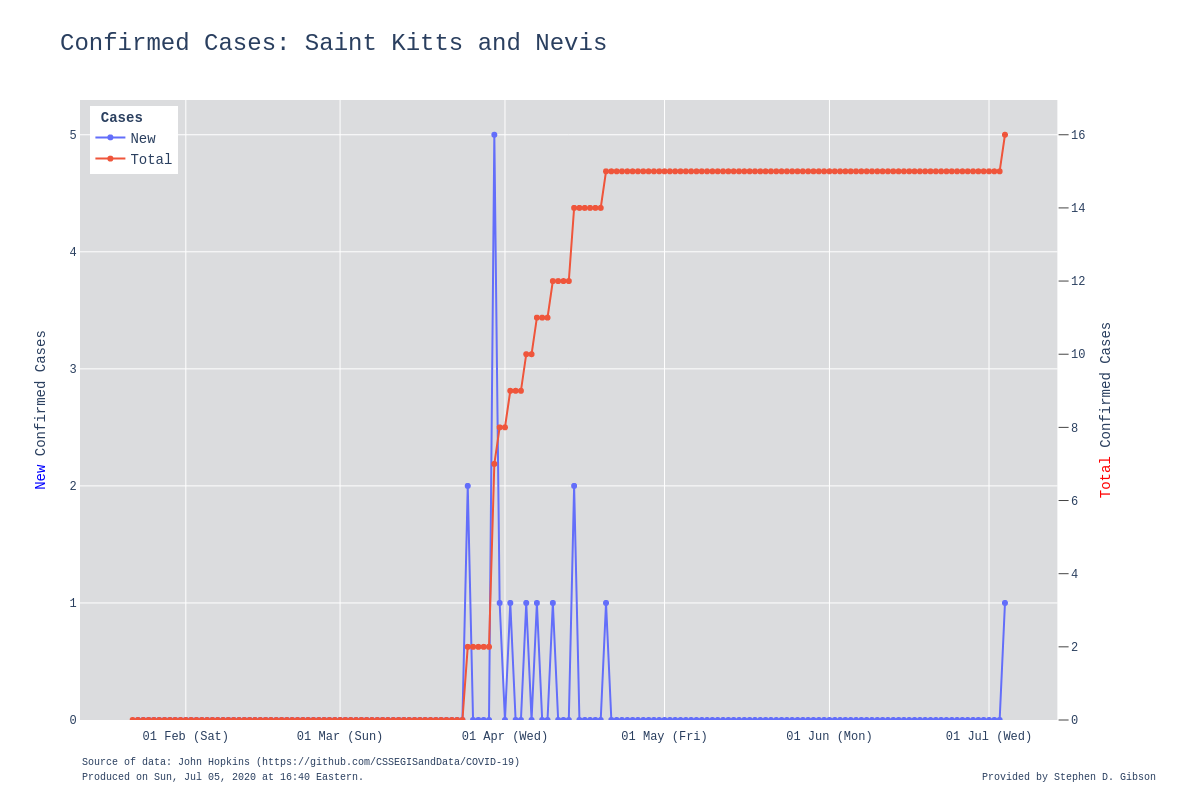 Confirmed Cases: Saint Kitts and Nevis
Cases
New
Total
5
4
3
2
1
0
New Confirmed Cases
16
14
12
10
8
6
4
2
0
Total Confirmed Cases
01 Feb (Sat)
01 Mar (Sun)
01 Apr (Wed)
01 May (Fri)
01 Jun (Mon)
01 Jul (Wed)
Source of data: John Hopkins (https://github.com/CSSEGISandData/COVID-19)
Produced on Sun, Jul 05, 2020 at 16:40 Eastern.
Provided by Stephen D. Gibson